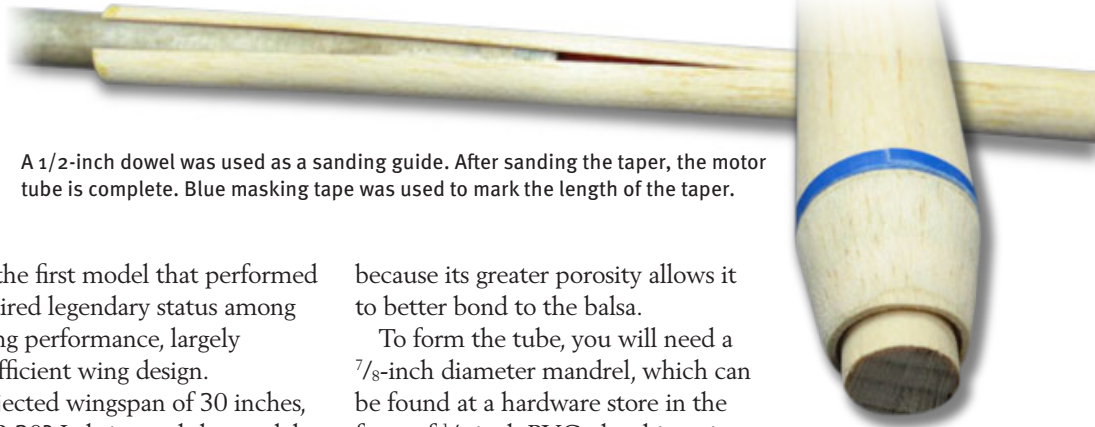 A 1/2-inch dowel was used as a sanding guide. After sanding the taper, the motor
tube is complete. Blue masking tape was used to mark the length of the taper.
the first model that performed
ired legendary status among
ng performance, largely
fficient wing design.
jected wingspan of 30 inches,
because its greater porosity allows it
to better bond to the balsa.
To form the tube, you will need a
7/8-inch diameter mandrel, which can
be found at a hardware store in the